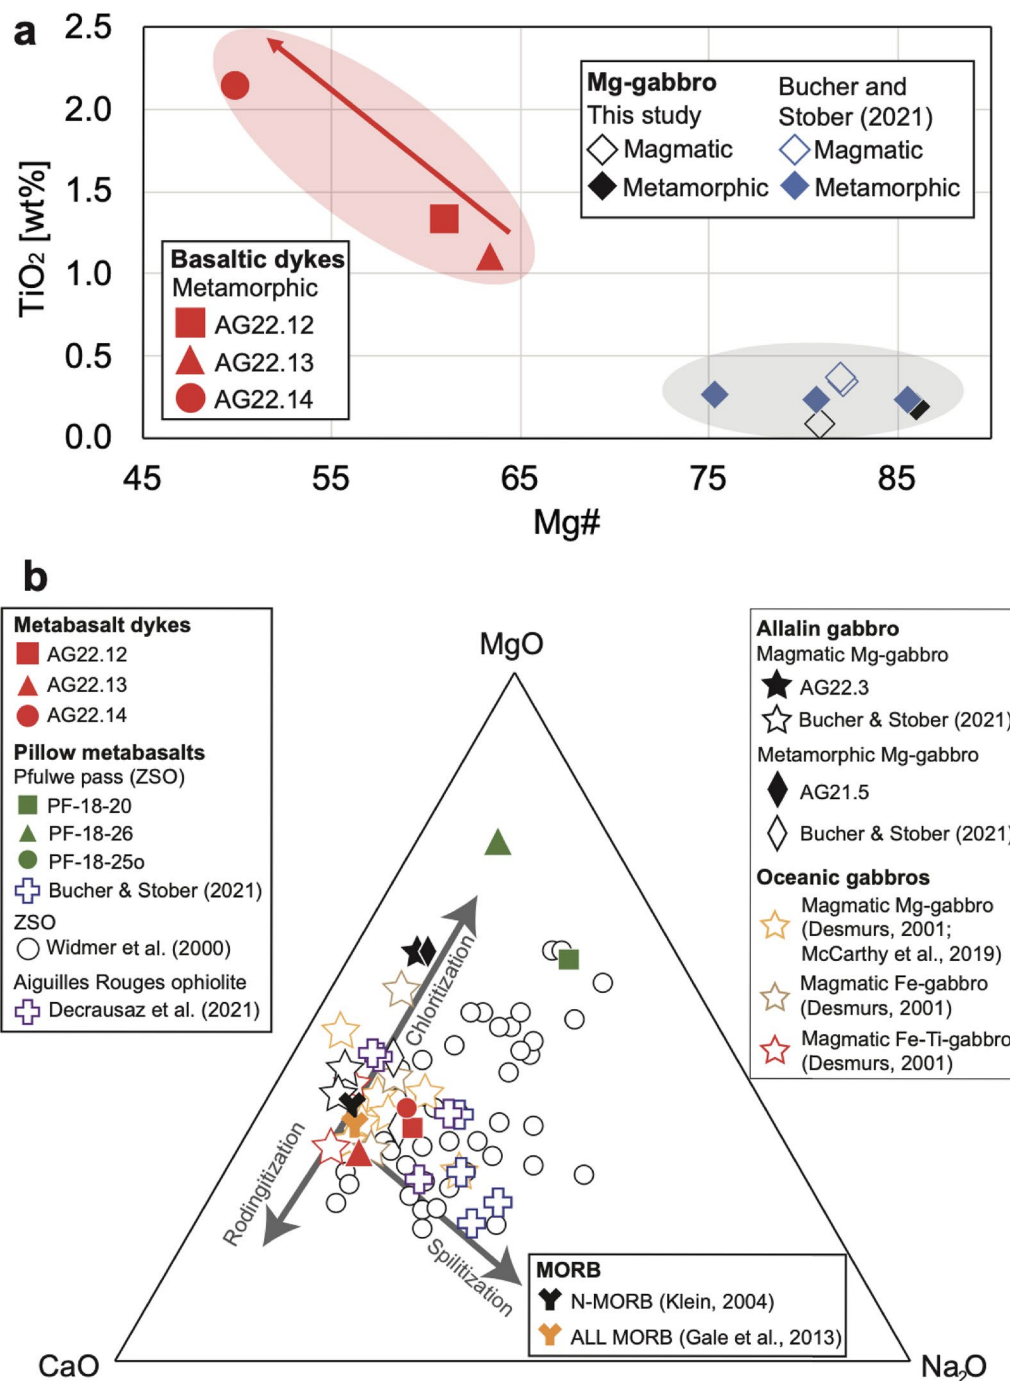 a
2.5
2.0
1.5
1.0
0.5
0.0
TiO2 [wt%]
Mg-gabbro
This study
Magmatic
Metamorphic
Bucher and
Stober (2021)
Magmatic
Metamorphic
Basaltic dykes
Metamorphic
AG22.12
AG22.13
AG22.14
45 55 65 75 85
Mg#
b
Metabasalt dykes
AG22.12
AG22.13
AG22.14
Pillow metabasalts
Pfulwe pass (ZSO)
PF-18-20
PF-18-26
PF-18-25o
Bucher & Stober (2021)
ZSO
Widmer et al. (2000)
Aiguilles Rouges ophiolite
Decrausaz et al. (2021)
MgO
Allalin gabbro
Magmatic Mg-gabbro
AG22.3
Bucher & Stober (2021)
Metamorphic Mg-gabbro
AG21.5
Bucher & Stober (2021)
Oceanic gabbros
Magmatic Mg-gabbro
(Desmurs, 2001;
McCarthy et al., 2019)
Magmatic Fe-gabbro
(Desmurs, 2001)
Magmatic Fe-Ti-gabbro
(Desmurs, 2001)
Chloritization
Rodingitization
Spilitization
MORB
N-MORB (Klein, 2004)
ALL MORB (Gale et al., 2013)
CaO
Na2O